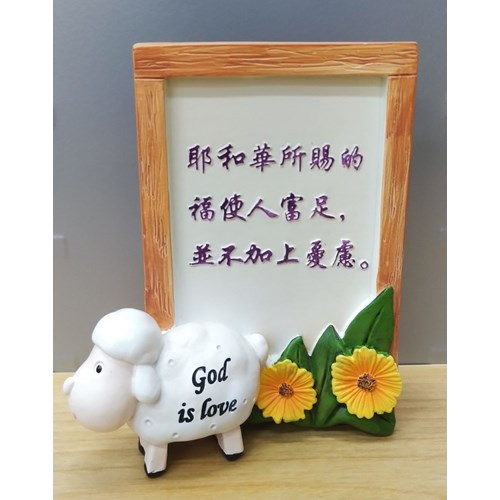 耶和華所賜的
福使人富足，
並不加上憂慮。
God
is love